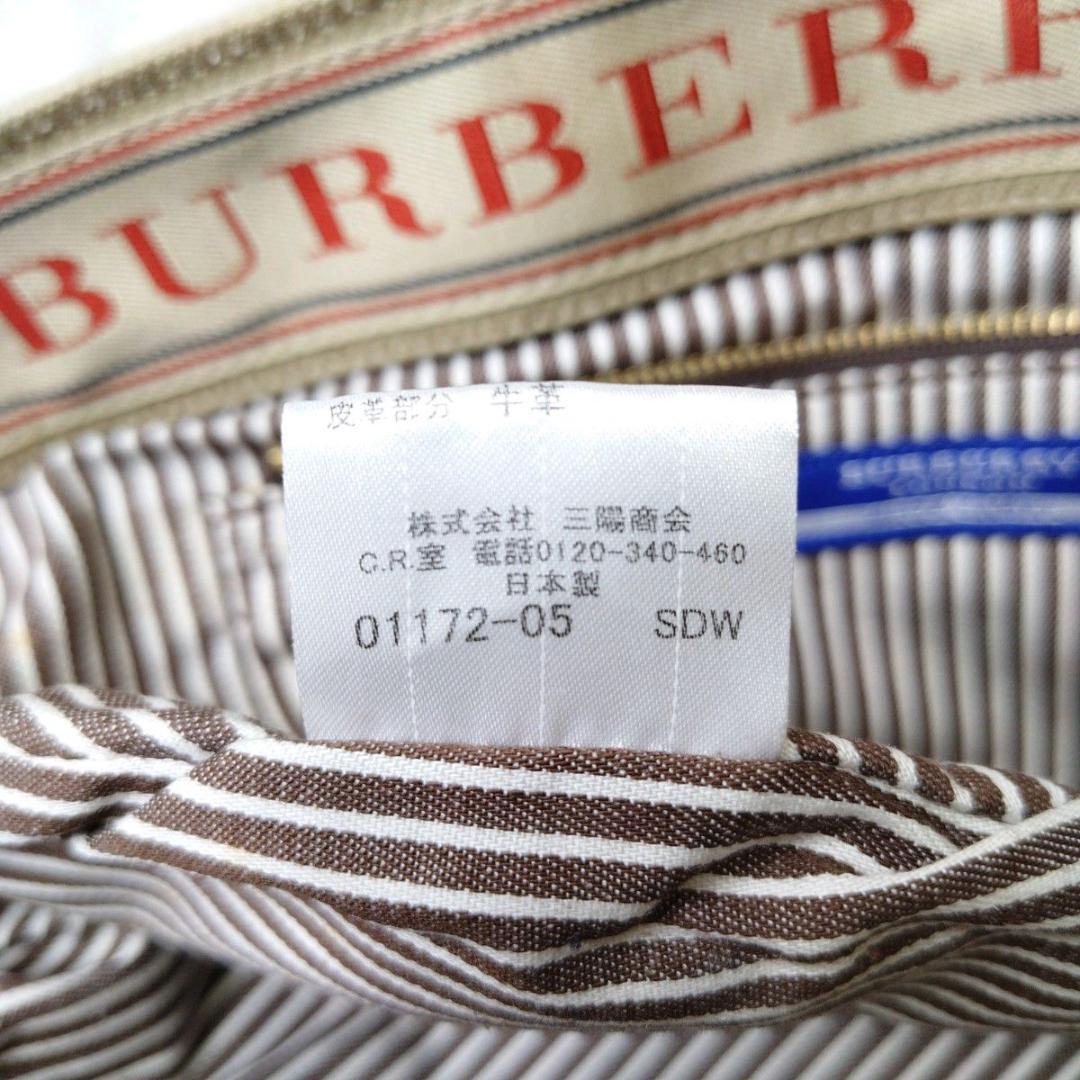 BURBERR
皮革部分 牛革
株式会社 三陽商会
C.R.室 電話0120-340-460
日本製
01172-05 SDW